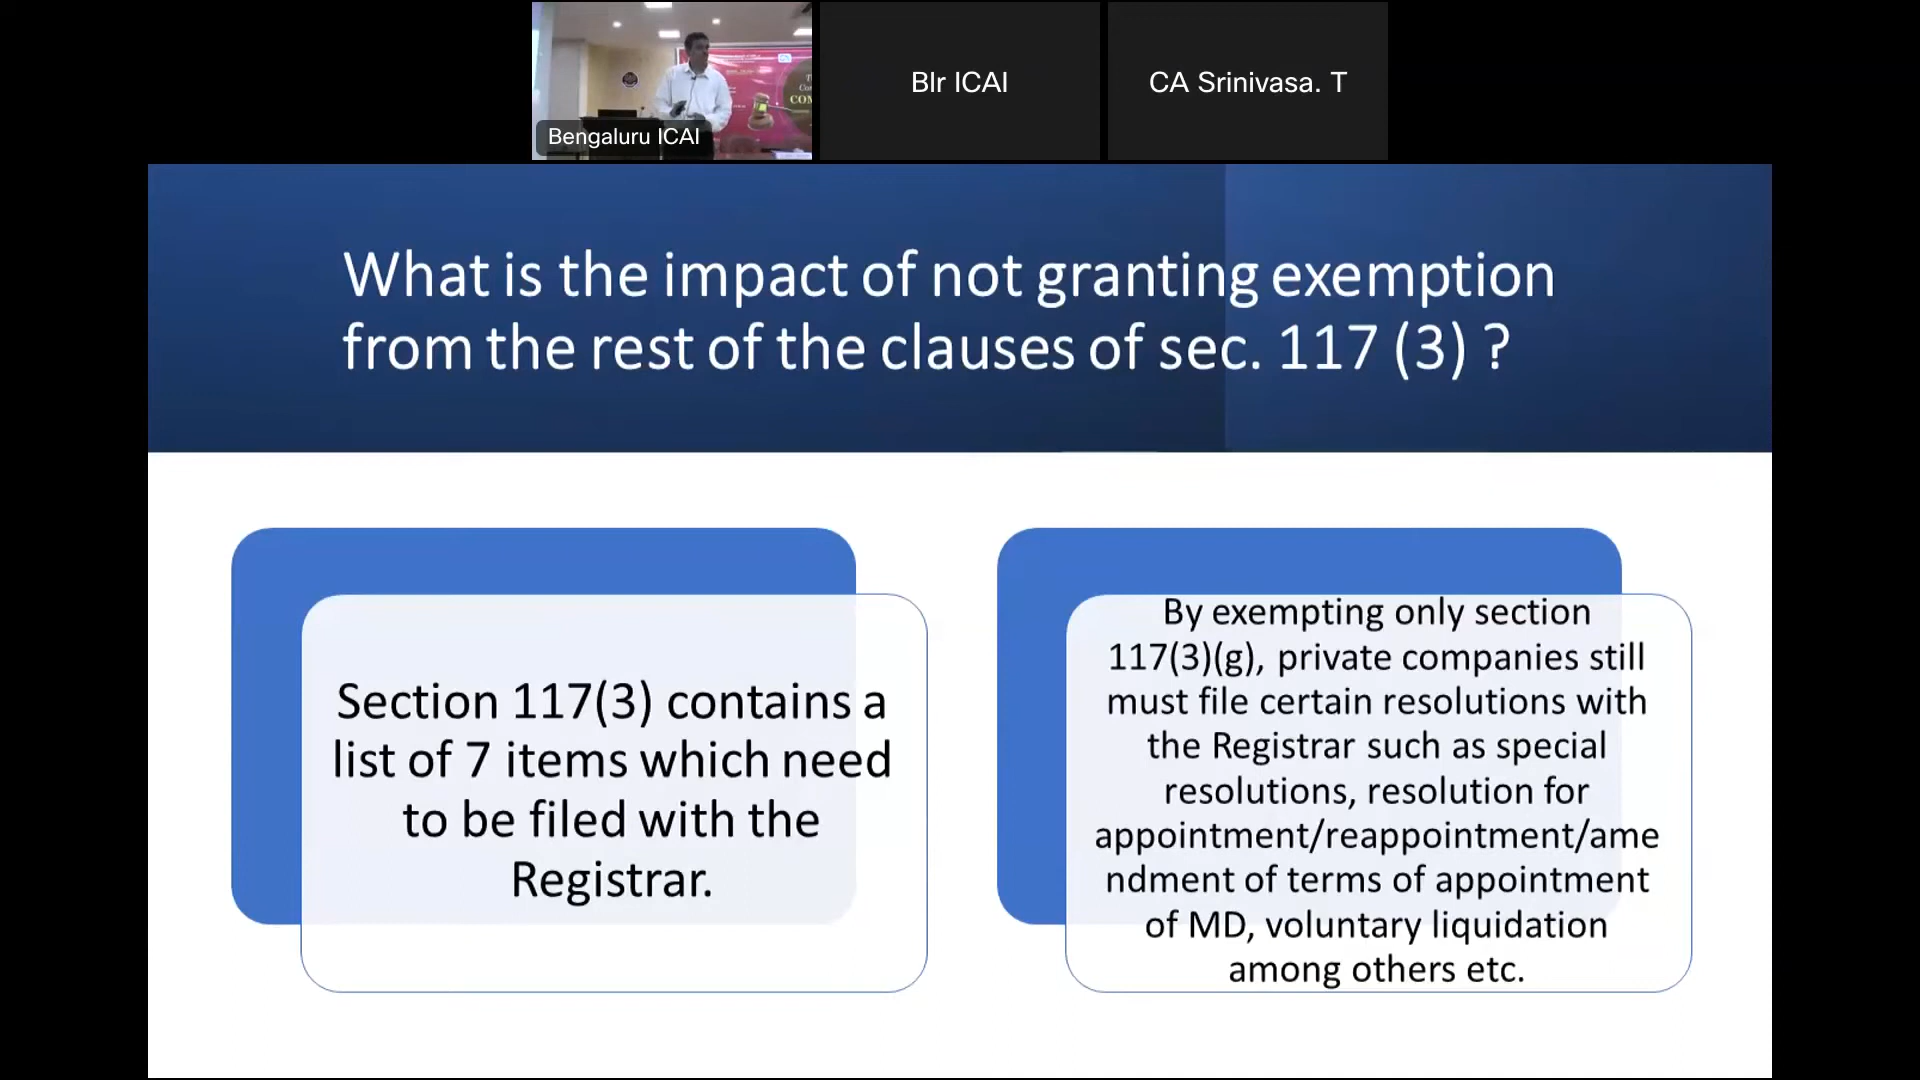 Bengaluru ICAI
Blr ICAI
CA Srinivasa. T
What is the impact of not granting exemption
from the rest of the clauses of sec. 117 (3) ?
Section 117(3) contains a
list of 7 items which need
to be filed with the
Registrar.
By exempting only section
117(3)(g), private companies still
must file certain resolutions with
the Registrar such as special
resolutions, resolution for
appointment/reappointment/ame
ndment of terms of appointment
of MD, voluntary liquidation
among others etc.